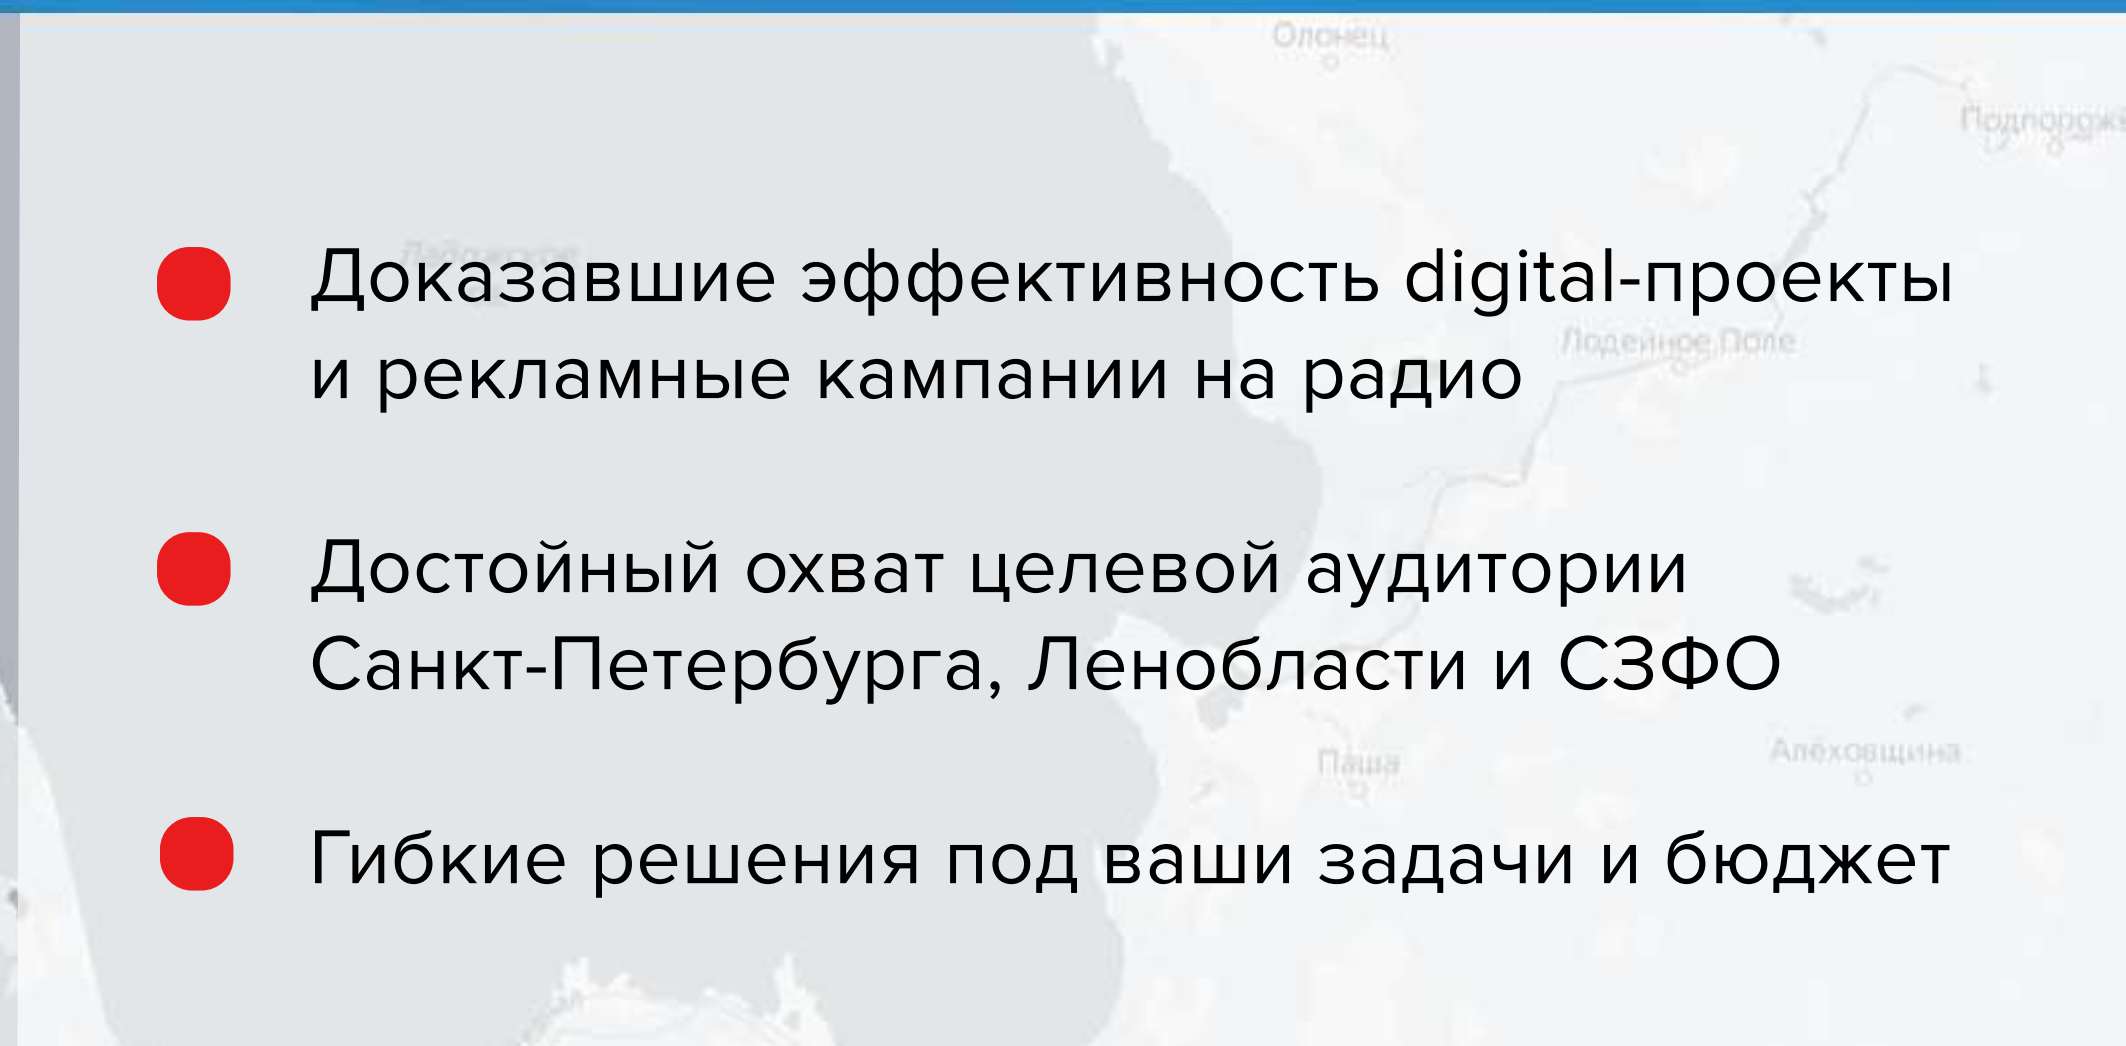 Олонец
Доказавшие эффективность digital-проекты
и рекламные кампании на радио
Лодейное Поле
Достойный охват целевой аудитории
Санкт-Петербурга, Ленобласти и СЗФО
Паша
Алёховщина
Гибкие решения под ваши задачи и бюджет